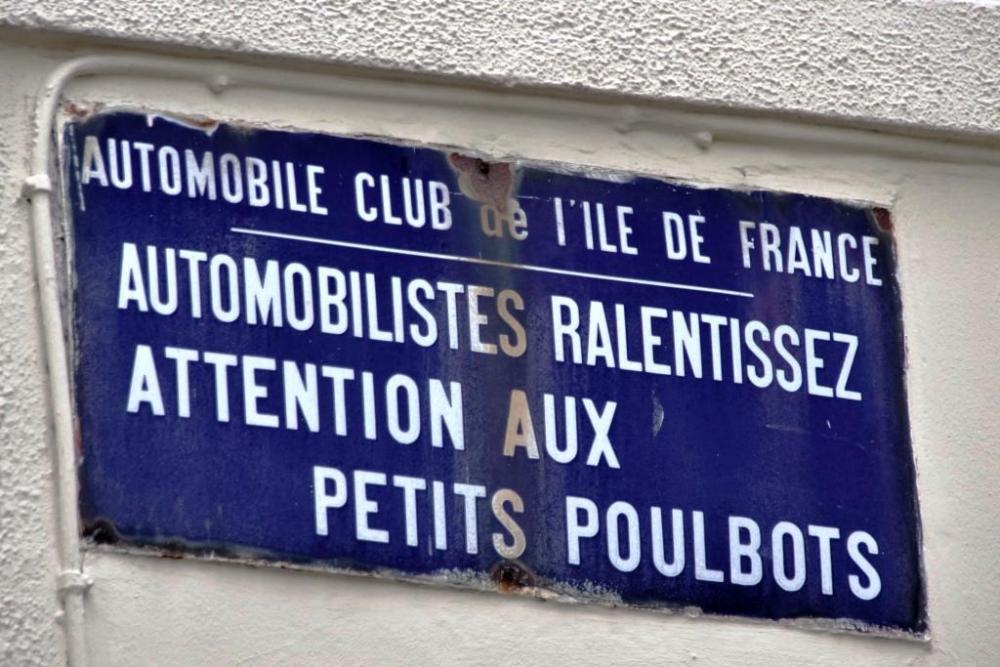 AUTOMOBILE CLUB de l'ILE DE FRANCE
AUTOMOBILISTES RALENTISSEZ
ATTENTION AUX
PETITS POULBOTS